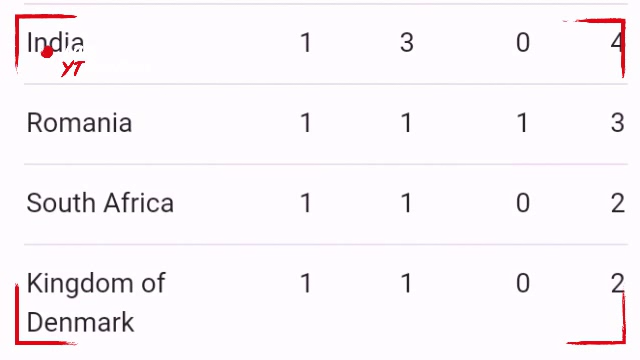 India 1 3 0 4
YT
Romania 1 1 1 3
South Africa 1 1 0 2
Kingdom of 1 1 0 2
Denmark